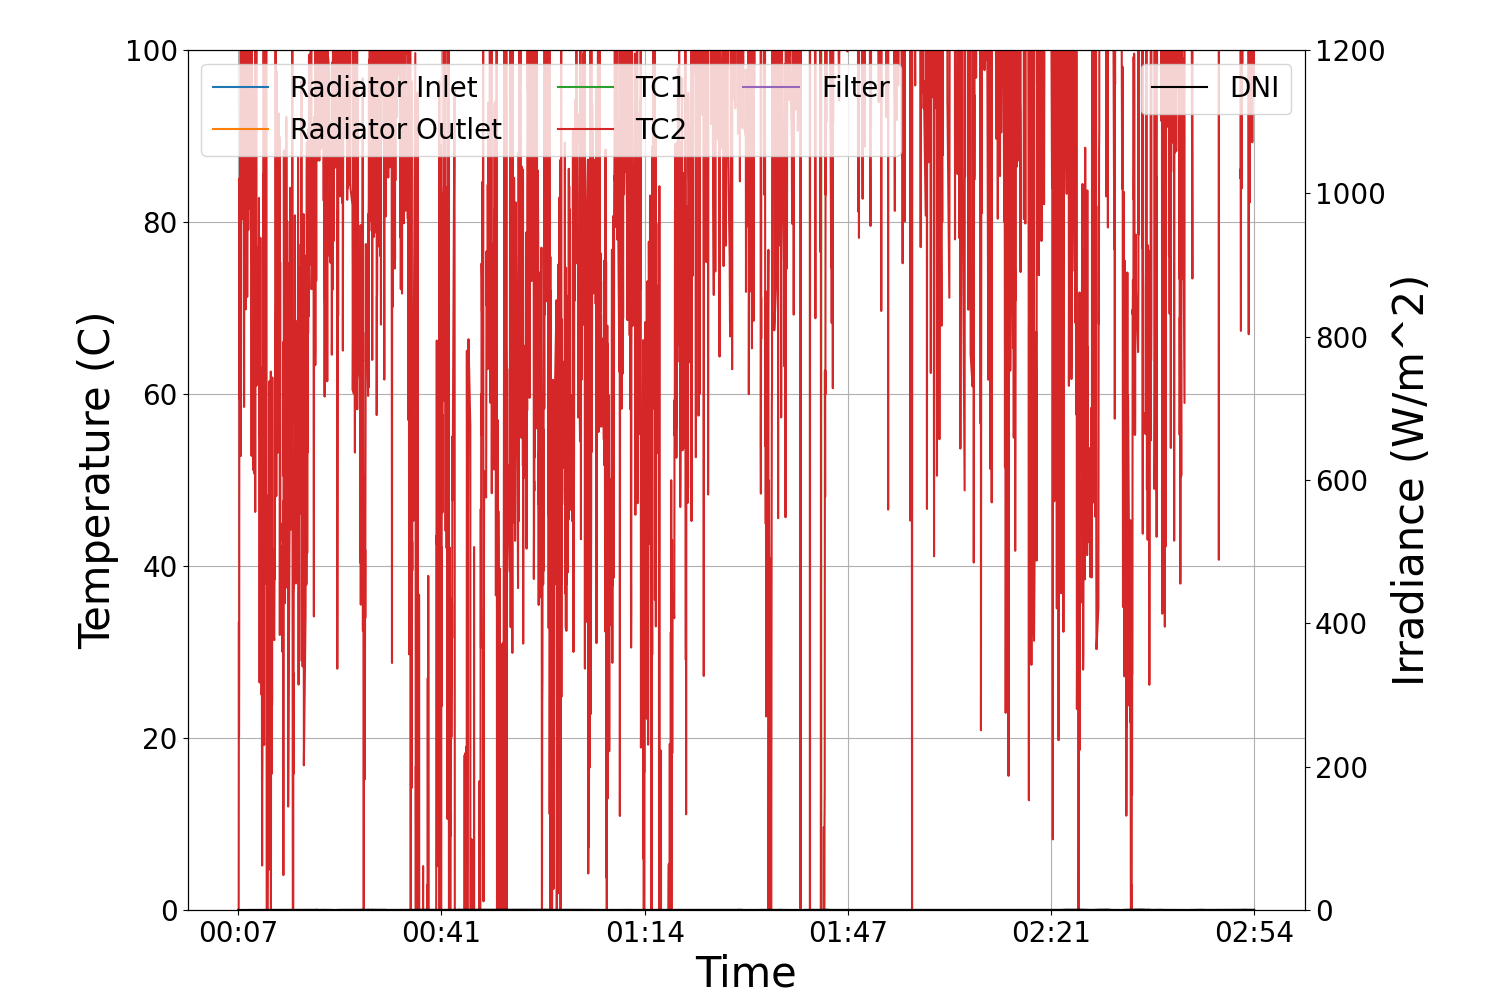 100
80
60
40
20
0
Temperature (C)
Radiator Inlet
Radiator Outlet
TC1
TC2
Filter
DNI
1200
1000
800
600
400
200
0
Irradiance (W/m^2)
00:07 00:41 01:14 01:47 02:21 02:54
Time